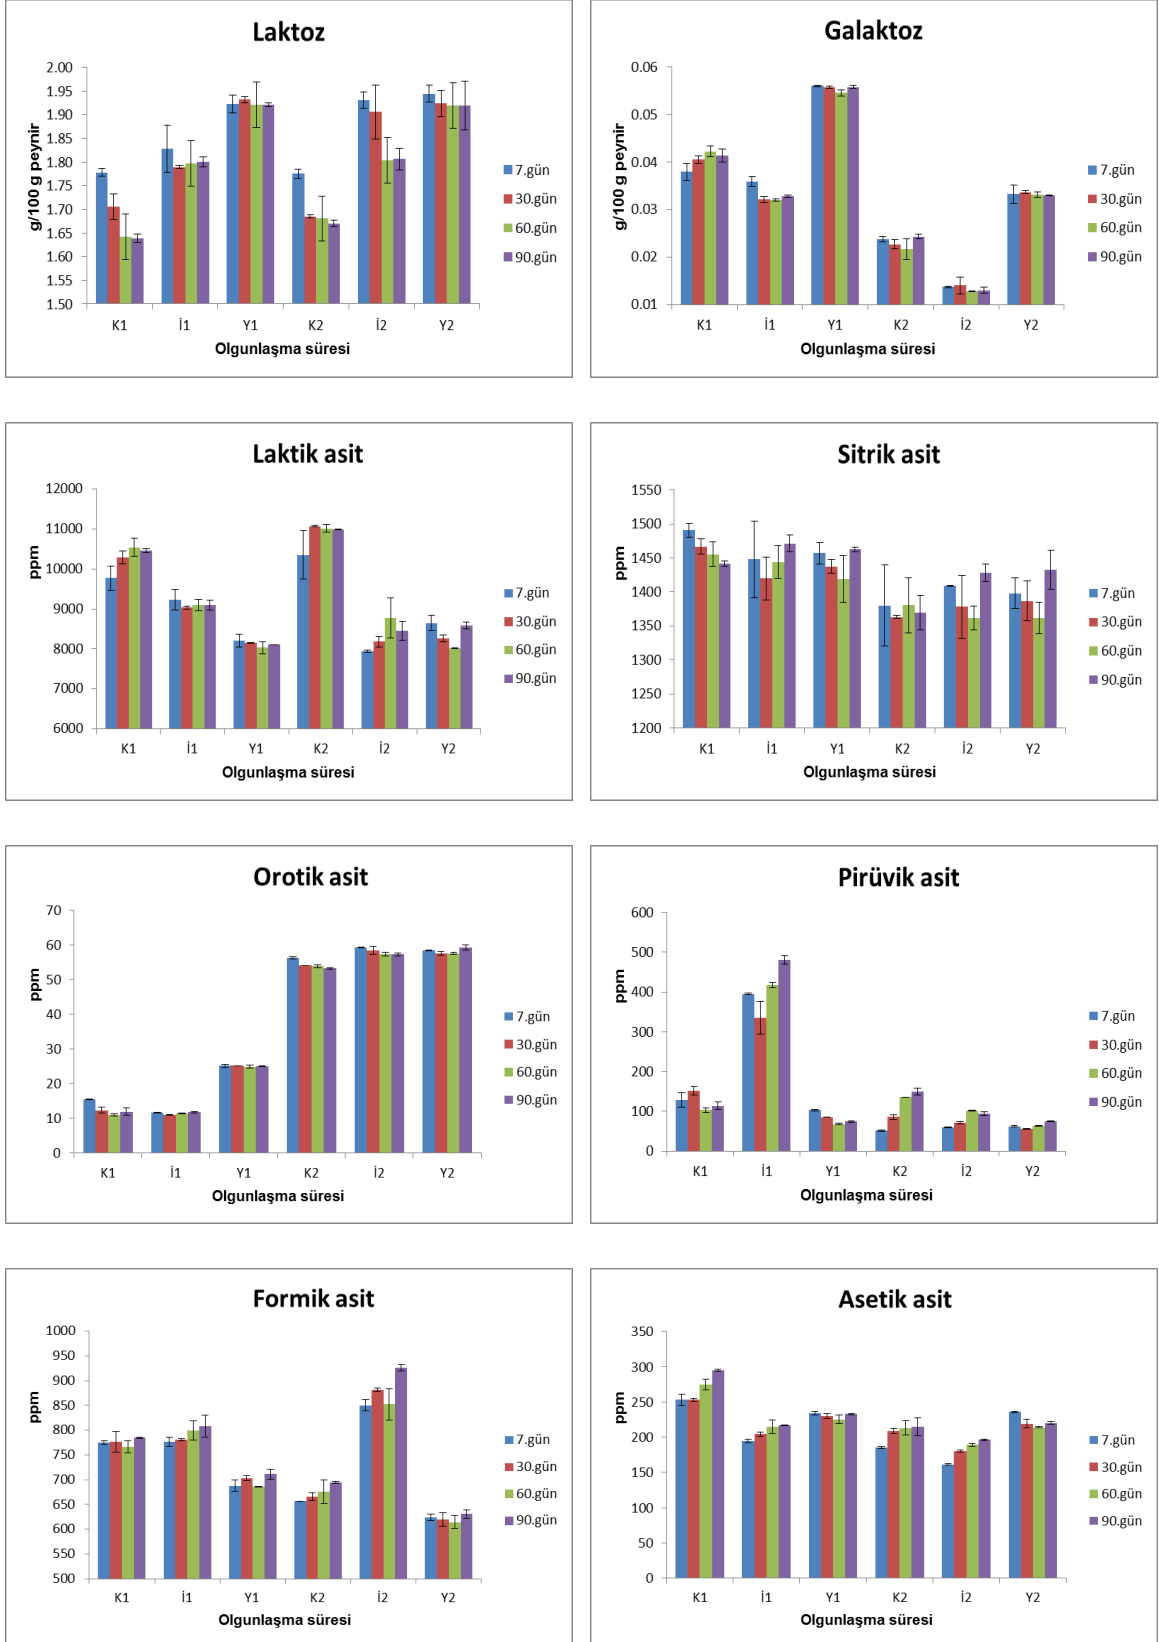 Laktoz
g/100 g peynir
2.00
1.95
1.90
1.85
1.80
1.75
1.70
1.65
1.60
1.55
1.50
K1 İ1 Y1 K2 İ2 Y2
Olgunlaşma süresi
7.gün
30.gün
60.gün
90.gün
Galaktoz
g/100 g peynir
0.06
0.05
0.04
0.03
0.02
0.01
K1 İ1 Y1 K2 İ2 Y2
Olgunlaşma süresi
7.gün
30.gün
60.gün
90.gün
Laktik asit
ppm
12000
11000
10000
9000
8000
7000
6000
K1 İ1 Y1 K2 İ2 Y2
Olgunlaşma süresi
7.gün
30.gün
60.gün
90.gün
Sitrik asit
ppm
1550
1500
1450
1400
1350
1300
1250
1200
K1 İ1 Y1 K2 İ2 Y2
Olgunlaşma süresi
7.gün
30.gün
60.gün
90.gün
Orotik asit
ppm
70
60
50
40
30
20
10
0
K1 İ1 Y1 K2 İ2 Y2
Olgunlaşma süresi
7.gün
30.gün
60.gün
90.gün
Pirüvik asit
ppm
600
500
400
300
200
100
0
K1 İ1 Y1 K2 İ2 Y2
Olgunlaşma süresi
7.gün
30.gün
60.gün
90.gün
Formik asit
ppm
1000
950
900
850
800
750
700
650
600
550
500
K1 İ1 Y1 K2 İ2 Y2
Olgunlaşma süresi
7.gün
30.gün
60.gün
90.gün
Asetik asit
ppm
350
300
250
200
150
100
50
0
K1 İ1 Y1 K2 İ2 Y2
Olgunlaşma süresi
7.gün
30.gün
60.gün
90.gün